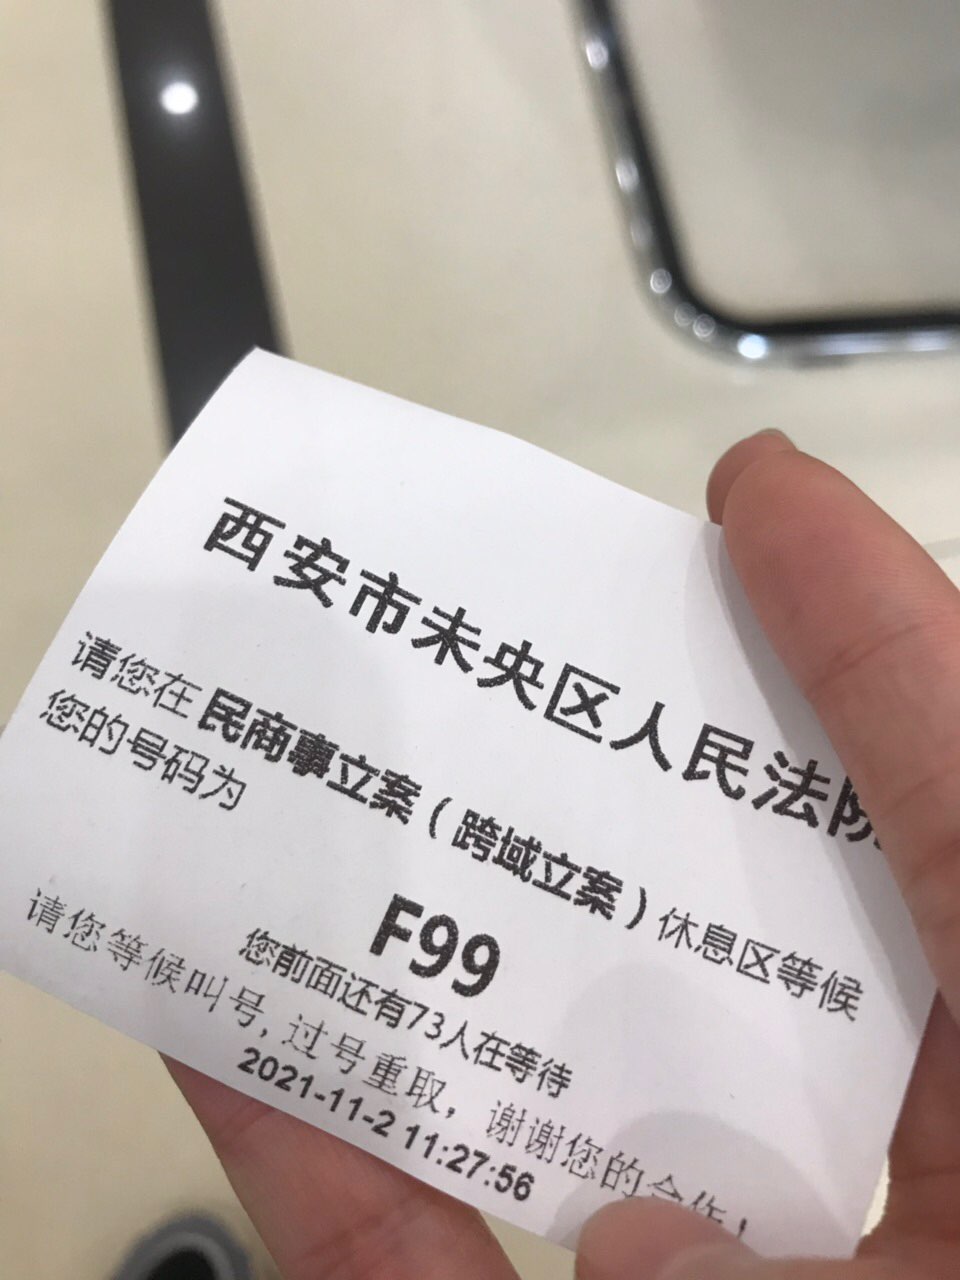 西安市未央区人民法院
请您在 民商事立案(跨域立案)休息区等候
您的号码为
F99
您前面还有73人在等待
请您等候叫号,过号重取,谢谢您的合作!
2021-11-2 11:27:56